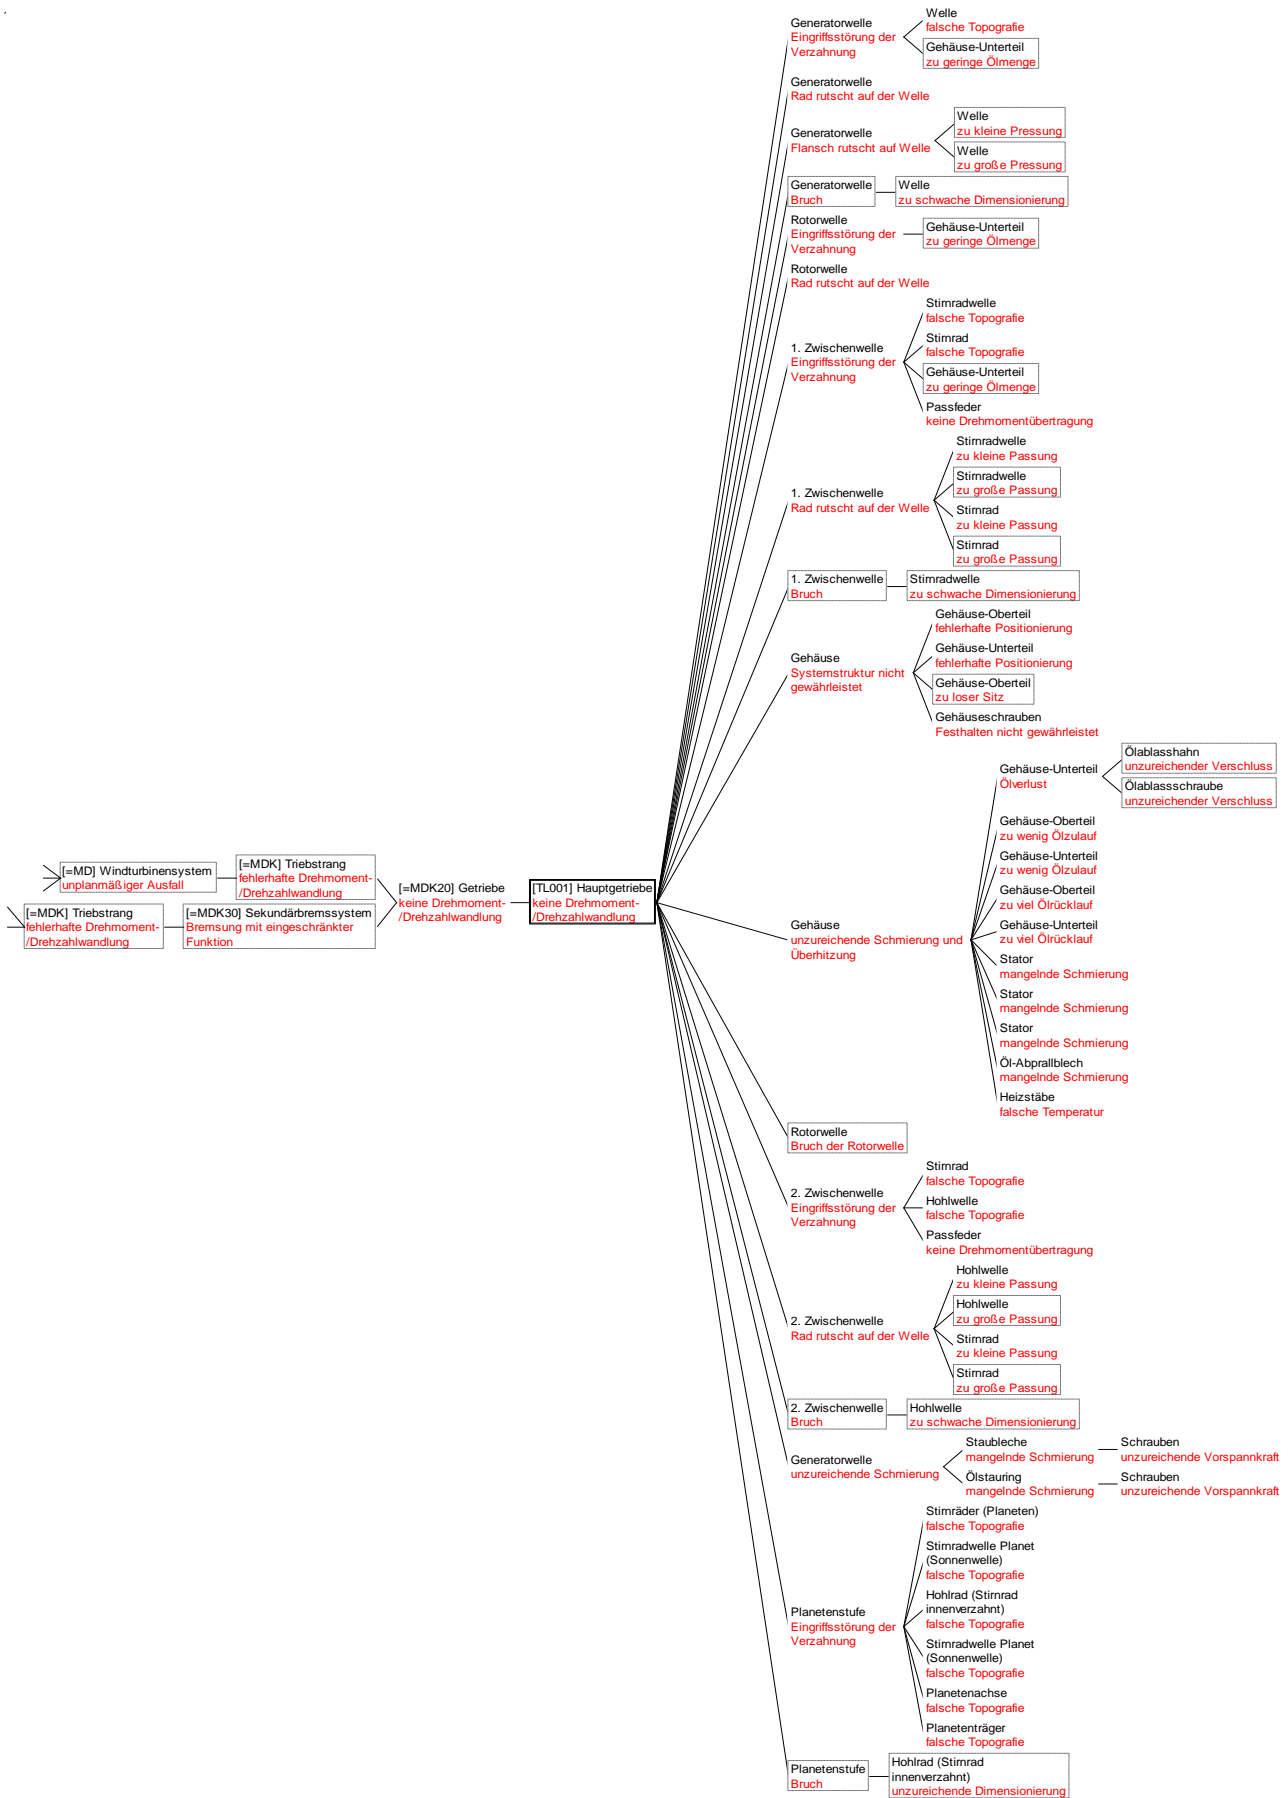 Generatorwelle
Eingriffsstörung der
Verzahnung
Welle
falsche Topografie
Gehäuse-Unterteil
zu geringe Ölmenge
Generatorwelle
Rad rutscht auf der Welle
Generatorwelle
Flansch rutscht auf Welle
Welle
zu kleine Pressung
Welle
zu große Pressung
Generatorwelle
Bruch
Welle
zu schwache Dimensionierung
Rotorwelle
Eingriffsstörung der
Verzahnung
Gehäuse-Unterteil
zu geringe Ölmenge
Rotorwelle
Rad rutscht auf der Welle
1. Zwischenwelle
Eingriffsstörung der
Verzahnung
Stirnradwelle
falsche Topografie
Stirnrad
falsche Topografie
Gehäuse-Unterteil
zu geringe Ölmenge
Passfeder
keine Drehmomentübertragung
1. Zwischenwelle
Rad rutscht auf der Welle
Stirnradwelle
zu kleine Passung
Stirnradwelle
zu große Passung
Stirnrad
zu kleine Passung
Stirnrad
zu große Passung
1. Zwischenwelle
Bruch
Stirnradwelle
zu schwache Dimensionierung
Gehäuse
Systemstruktur nicht
gewährleistet
Gehäuse-Oberteil
fehlerhafte Positionierung
Gehäuse-Unterteil
fehlerhafte Positionierung
Gehäuse-Oberteil
zu loser Sitz
Gehäuseschrauben
Festhalten nicht gewährleistet
[=MD] Windturbinensystem
unplanmäßiger Ausfall
[=MDK] Triebstrang
fehlerhafte Drehmoment-
/Drehzahlwandlung
[=MDK] Triebstrang
fehlerhafte Drehmoment-
/Drehzahlwandlung
[=MDK30] Sekundärbremssystem
Bremsung mit eingeschränkter
Funktion
[=MDK20] Getriebe
keine Drehmoment-
/Drehzahlwandlung
[TL001] Hauptgetriebe
keine Drehmoment-
/Drehzahlwandlung
Gehäuse
unzureichende Schmierung und
Überhitzung
Gehäuse-Unterteil
Ölverlust
Ölablasshahn
unzureichender Verschluss
Ölablassschraube
unzureichender Verschluss
Gehäuse-Oberteil
zu wenig Ölzulauf
Gehäuse-Unterteil
zu wenig Ölzulauf
Gehäuse-Oberteil
zu viel Ölrücklauf
Gehäuse-Unterteil
zu viel Ölrücklauf
Stator
mangelnde Schmierung
Stator
mangelnde Schmierung
Stator
mangelnde Schmierung
Öl-Abprallblech
mangelnde Schmierung
Heizstäbe
falsche Temperatur
Rotorwelle
Bruch der Rotorwelle
2. Zwischenwelle
Eingriffsstörung der
Verzahnung
Stirnrad
falsche Topografie
Hohlwelle
falsche Topografie
Passfeder
keine Drehmomentübertragung
2. Zwischenwelle
Rad rutscht auf der Welle
Hohlwelle
zu kleine Passung
Hohlwelle
zu große Passung
Stirnrad
zu kleine Passung
Stirnrad
zu große Passung
2. Zwischenwelle
Bruch
Hohlwelle
zu schwache Dimensionierung
Generatorwelle
unzureichende Schmierung
Staubleche
mangelnde Schmierung
Schrauben
unzureichende Vorspannkraft
Ölstauring
mangelnde Schmierung
Schrauben
unzureichende Vorspannkraft
Planetenstufe
Eingriffsstörung der
Verzahnung
Stirnräder (Planeten)
falsche Topografie
Stirnradwelle Planet
(Sonnenwelle)
falsche Topografie
Hohlrad (Stirnrad
innenverzahnt)
falsche Topografie
Stirnradwelle Planet
(Sonnenwelle)
falsche Topografie
Planetenachse
falsche Topografie
Planetenträger
falsche Topografie
Planetenstufe
Bruch
Hohlrad (Stirnrad
innenverzahnt)
unzureichende Dimensionierung